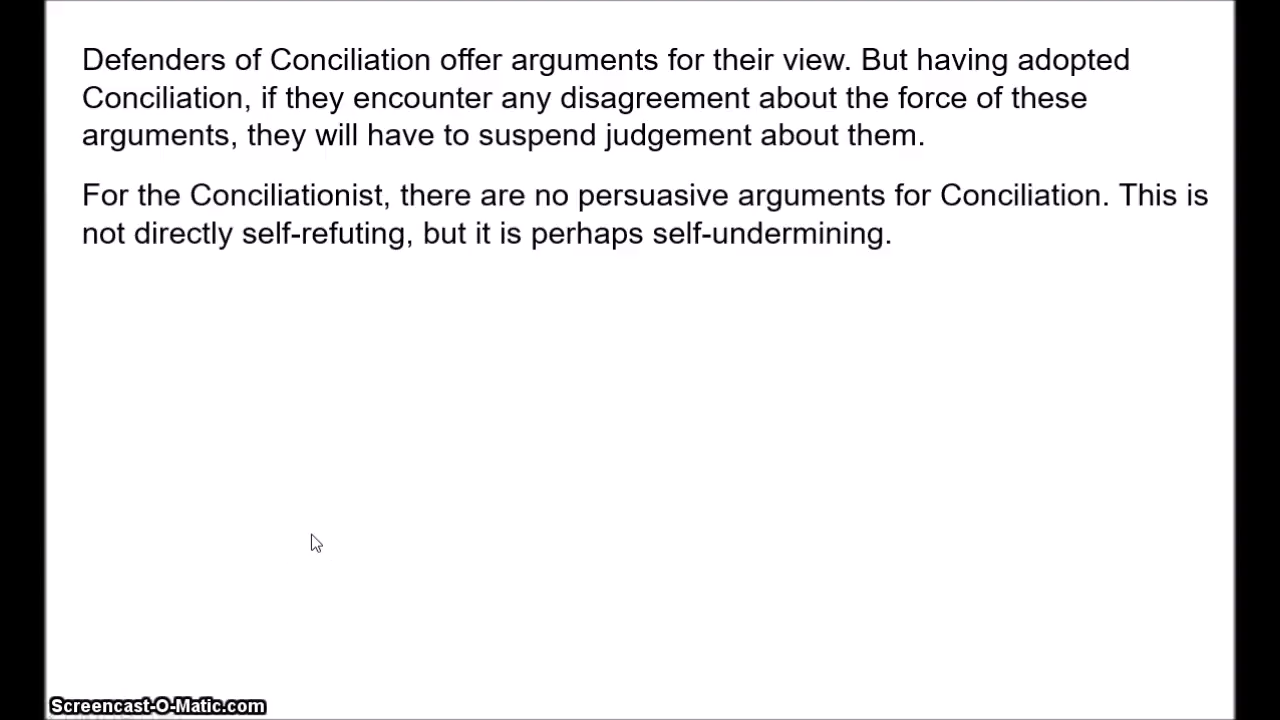 Defenders of Conciliation offer arguments for their view. But having adopted
Conciliation, if they encounter any disagreement about the force of these
arguments, they will have to suspend judgement about them.
For the Conciliationist, there are no persuasive arguments for Conciliation. This is
not directly self-refuting, but it is perhaps self-undermining.
Screencast-O-Matic.com